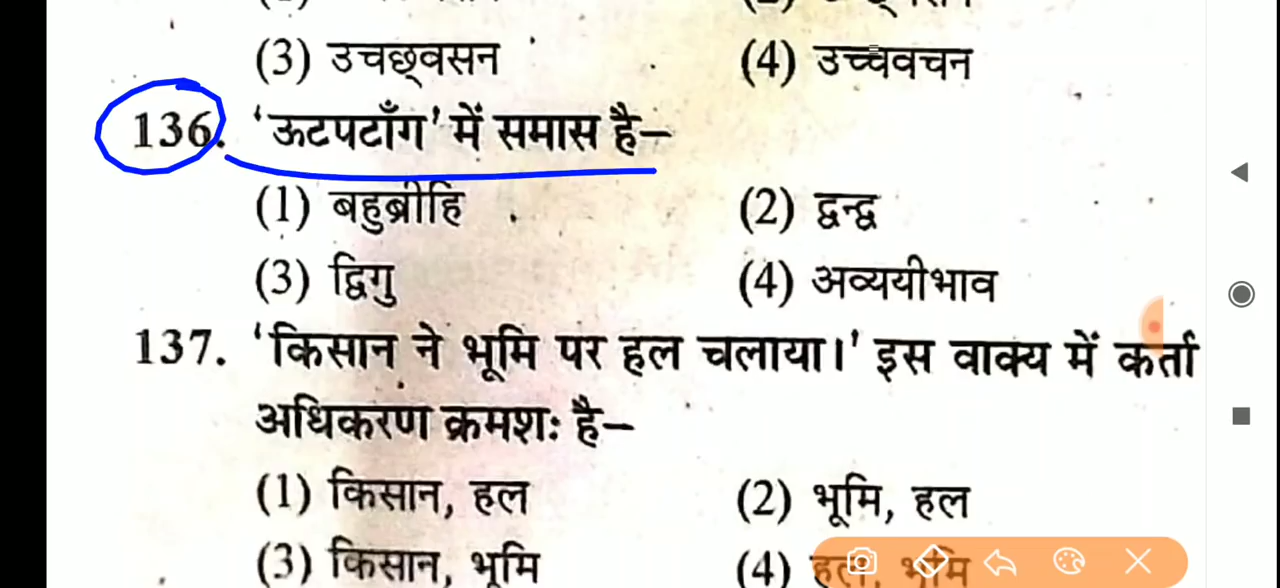 (3) उचछ्वसन (4) उच्चवचन
136. 'ऊटपटाँग' में समास है–
(1) बहुब्रीहि (2) द्वन्द्व
(3) द्विगु (4) अव्ययीभाव
137. 'किसान ने भूमि पर हल चलाया।' इस वाक्य में कर्ता
अधिकरण क्रमशः है–
(1) किसान, हल (2) भूमि, हल
(3) किसान, भूमि (4) हल, भूमि